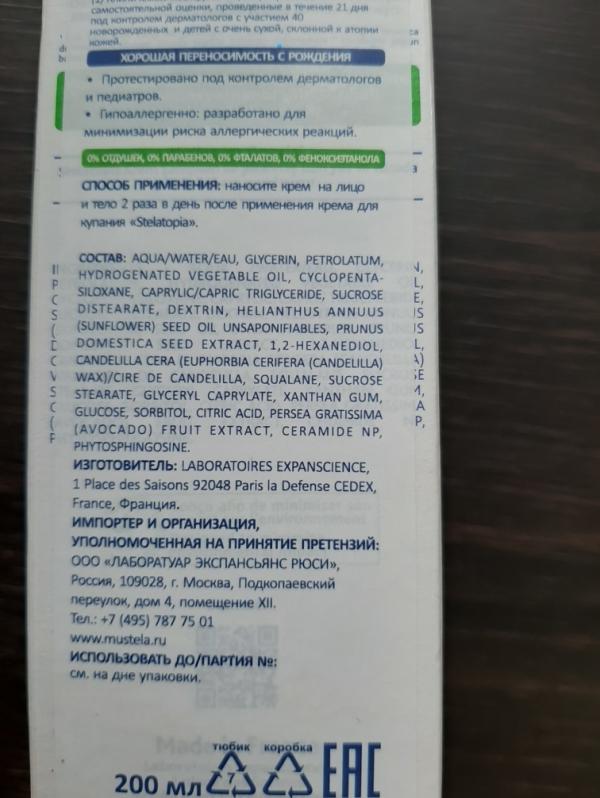 самостоятельной оценки, проведенные в течение 21 дня
под контролем дерматологов с участием 40
новорожденных и детей с очень сухой, склонной к атопии
кожей.
ХОРОШАЯ ПЕРЕНОСИМОСТЬ С РОЖДЕНИЯ
• Протестировано под контролем дерматологов
и педиатров.
• Гипоаллергенно: разработано для
минимизации риска аллергических реакций.
0% ОТДУШЕК, 0% ПАРАБЕНОВ, 0% ФТАЛАТОВ, 0% ФЕНОКСИЭТАНОЛА
СПОСОБ ПРИМЕНЕНИЯ: наносите крем на лицо
и тело 2 раза в день после применения крема для
купания «Stelatopia».
СОСТАВ: AQUA/WATER/EAU, GLYCERIN, PETROLATUM,
HYDROGENATED VEGETABLE OIL, CYCLOPENTA-
SILOXANE, CAPRYLIC/CAPRIC TRIGLYCERIDE, SUCROSE
DISTEARATE, DEXTRIN, HELIANTHUS ANNUUS
(SUNFLOWER) SEED OIL UNSAPONIFIABLES, PRUNUS
DOMESTICA SEED EXTRACT, 1,2-HEXANEDIOL,
CANDELILLA CERA (EUPHORBIA CERIFERA (CANDELILLA)
WAX)/CIRE DE CANDELILLA, SQUALANE, SUCROSE
STEARATE, GLYCERYL CAPRYLATE, XANTHAN GUM,
GLUCOSE, SORBITOL, CITRIC ACID, PERSEA GRATISSIMA
(AVOCADO) FRUIT EXTRACT, CERAMIDE NP,
PHYTOSPHINGOSINE.
ИЗГОТОВИТЕЛЬ: LABORATOIRES EXPANSCIENCE,
1 Place des Saisons 92048 Paris la Defense CEDEX,
France, Франция.
ИМПОРТЕР И ОРГАНИЗАЦИЯ,
УПОЛНОМОЧЕННАЯ НА ПРИНЯТИЕ ПРЕТЕНЗИЙ:
ООО «ЛАБОРАТУАР ЭКСПАНСЬЯНС РЮСИ»,
Россия, 109028, г. Москва, Подкопаевский
переулок, дом 4, помещение XII.
Тел.: +7 (495) 787 75 01
www.mustela.ru
ИСПОЛЬЗОВАТЬ ДО/ПАРТИЯ №:
см. на дне упаковки.
тюбик коробка
200 мл 7 EAC